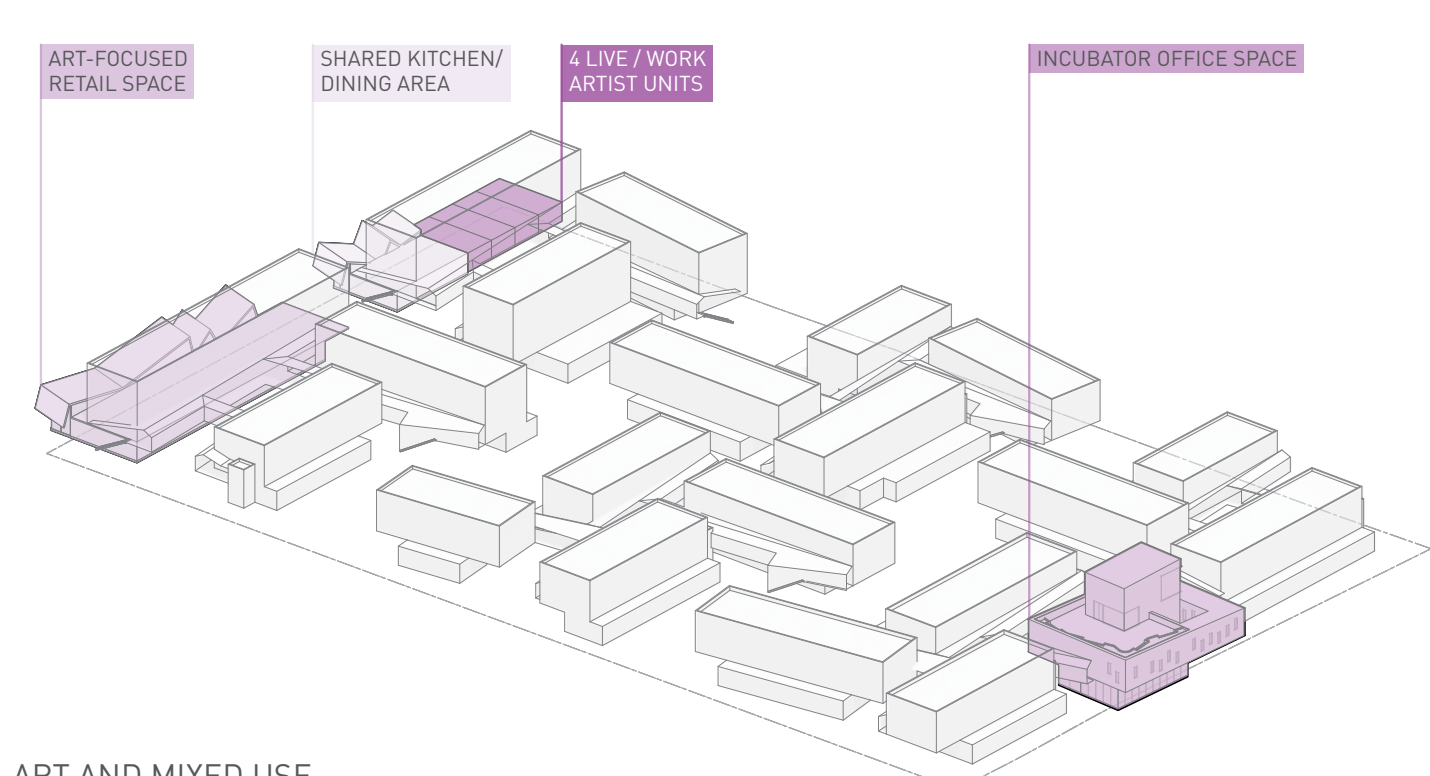 ART-FOCUSED
RETAIL SPACE
SHARED KITCHEN/
DINING AREA
4 LIVE / WORK
ARTIST UNITS
INCUBATOR OFFICE SPACE
ART AND MIXED USE